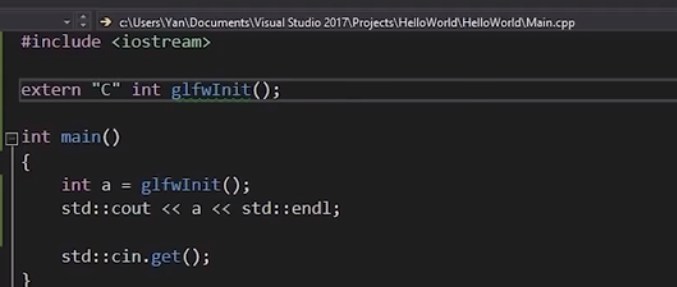 c:\Users\Yan\Documents\Visual Studio 2017\Projects\HelloWorld\HelloWorld\Main.cpp
#include <iostream>
extern "C" int glfwInit();
int main()
{
    int a = glfwInit();
    std::cout << a << std::endl;
    std::cin.get();
}